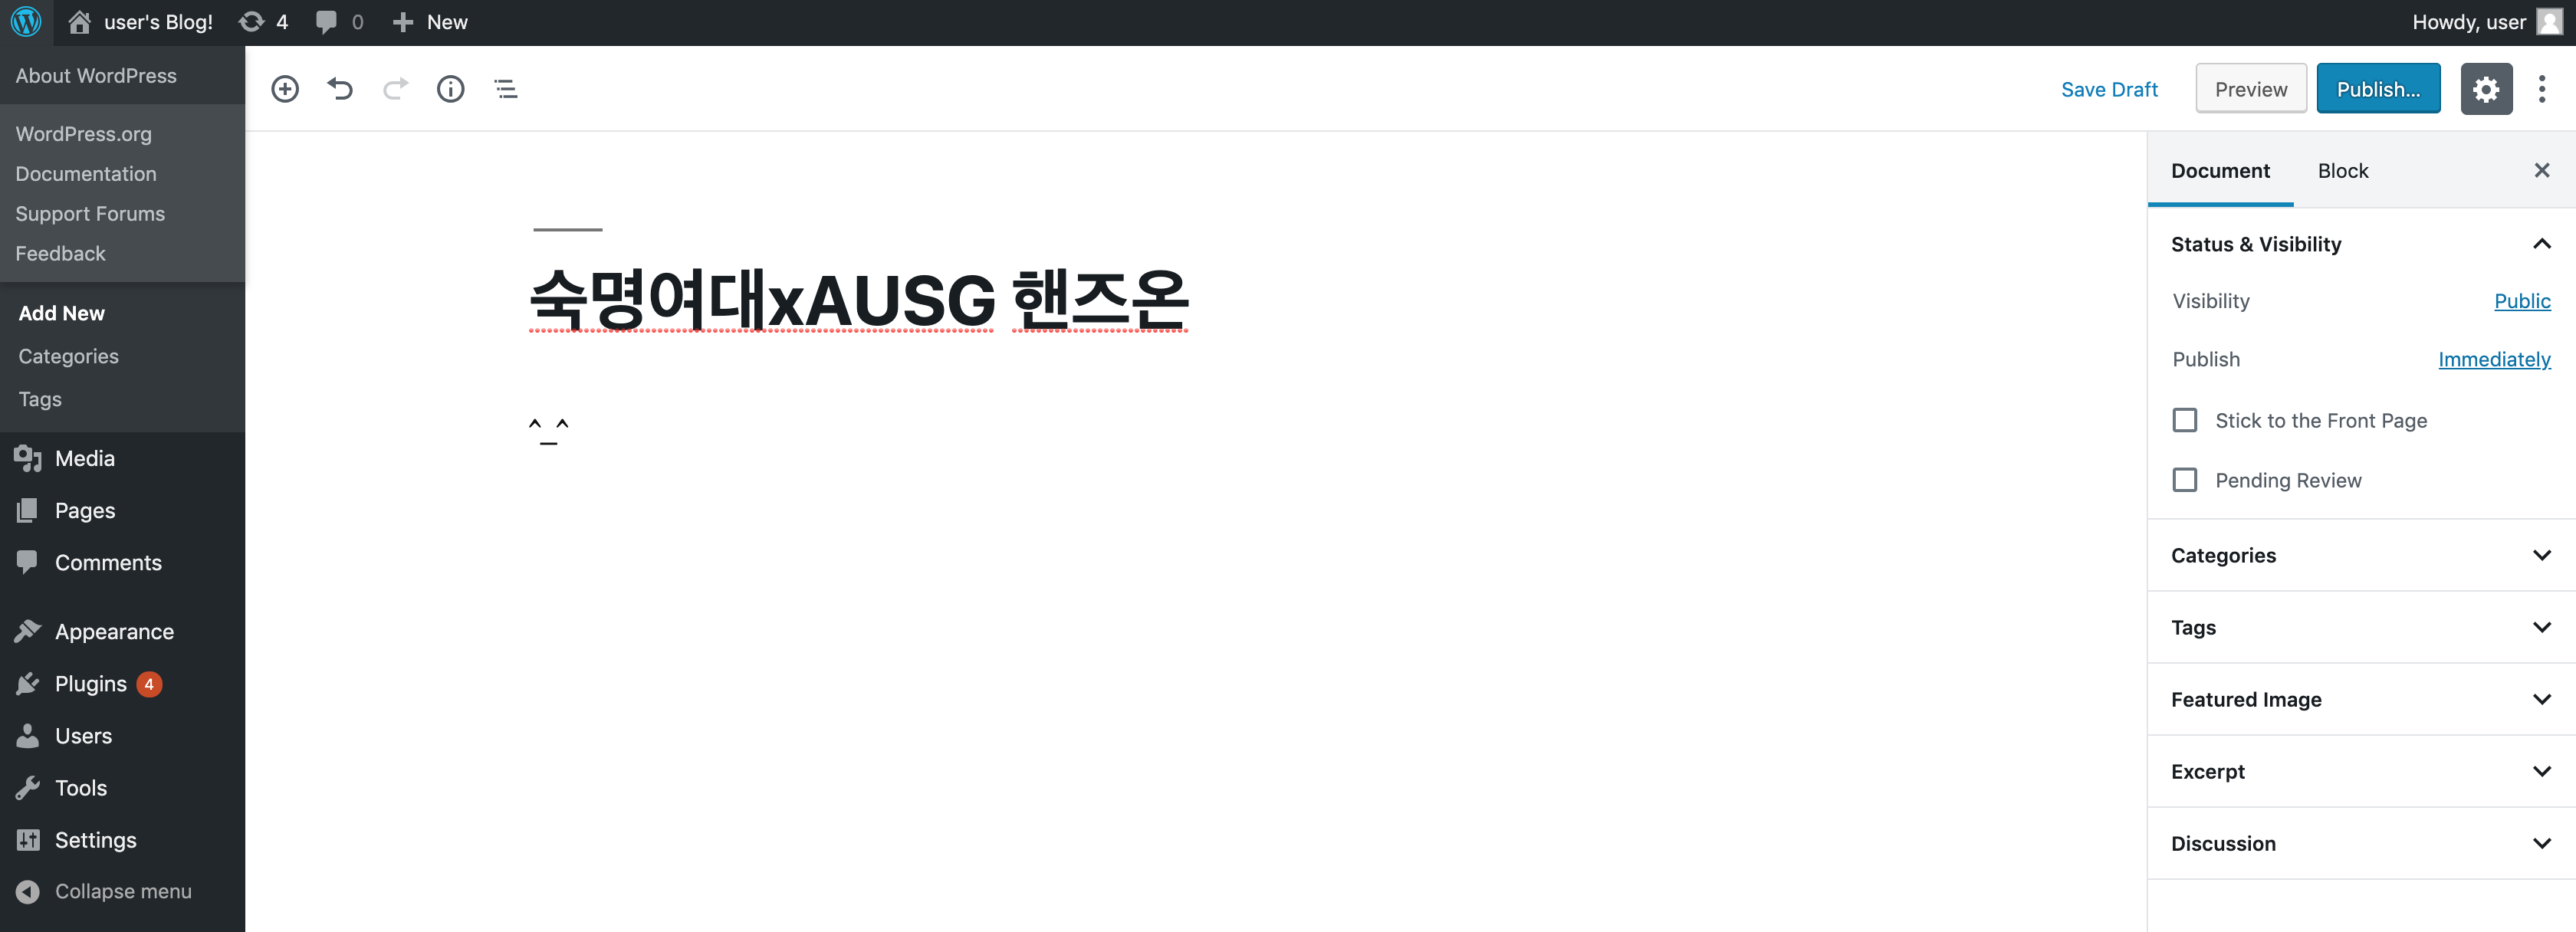 user's Blog! 4 0 New Howdy, user
About WordPress
WordPress.org
Documentation
Support Forums
Feedback
Add New
Categories
Tags
Media
Pages
Comments
Appearance
Plugins 4
Users
Tools
Settings
Collapse menu
Save Draft Preview Publish...
숙명여대xAUSG 핸즈온
^_^
Document Block
Status & Visibility
Visibility Public
Publish Immediately
Stick to the Front Page
Pending Review
Categories
Tags
Featured Image
Excerpt
Discussion